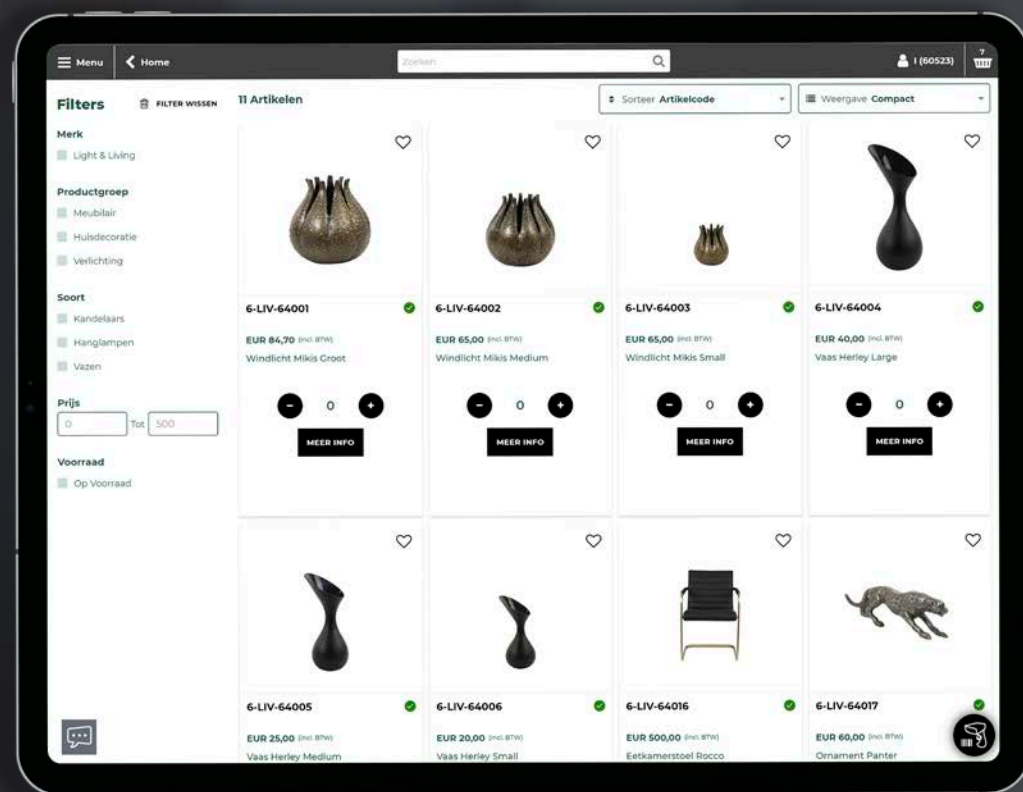 Menu
Home
Zoeken
I (60523)
7
Filters
FILTER WISSEN
11 Artikelen
Sorteer Artikelcode
Weergave Compact
Merk
Light & Living
Productgroep
Meubilair
Huisdecoratie
Verlichting
Soort
Kandelaars
Hanglampen
Vazen
Prijs
0 Tot 500
Voorraad
Op Voorraad
6-LIV-64001
EUR 84,70 (incl. BTW)
Windlicht Mikis Groot
- 0 +
MEER INFO
6-LIV-64002
EUR 65,00 (incl. BTW)
Windlicht Mikis Medium
- 0 +
MEER INFO
6-LIV-64003
EUR 65,00 (incl. BTW)
Windlicht Mikis Small
- 0 +
MEER INFO
6-LIV-64004
EUR 40,00 (incl. BTW)
Vaas Herley Large
- 0 +
MEER INFO
6-LIV-64005
EUR 25,00 (incl. BTW)
Vaas Herley Medium
6-LIV-64006
EUR 20,00 (incl. BTW)
Vaas Herley Small
6-LIV-64016
EUR 500,00 (incl. BTW)
Eetkamerstoel Rocco
6-LIV-64017
EUR 60,00 (incl. BTW)
Ornament Panter